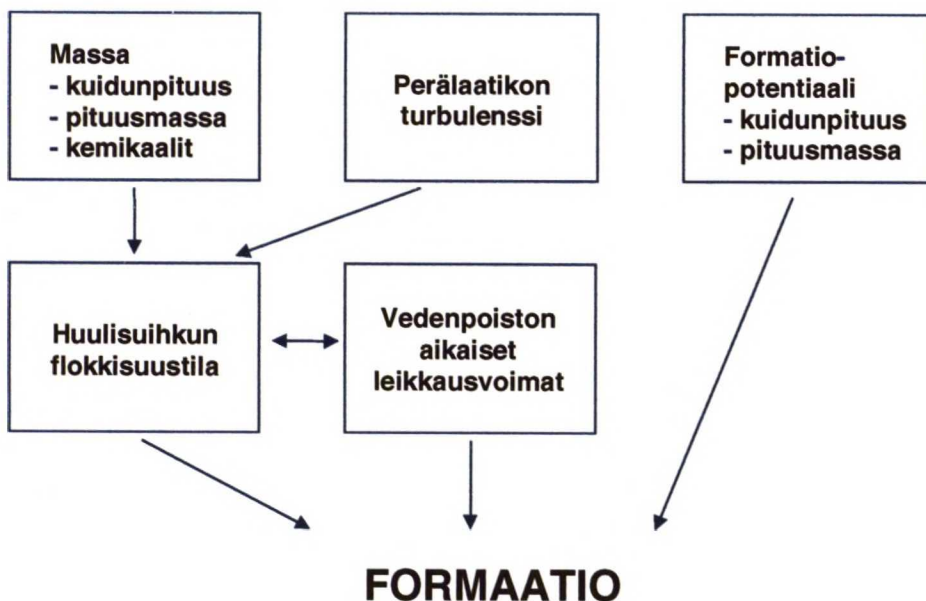 Massa
- kuidunpituus
- pituusmassa
- kemikaalit
Perälaatikon
turbulenssi
Formatio-
potentiaali
- kuidunpituus
- pituusmassa
Huulisuihkun
flokkisuustila
Vedenpoiston
aikaiset
leikkausvoimat
FORMAATIO